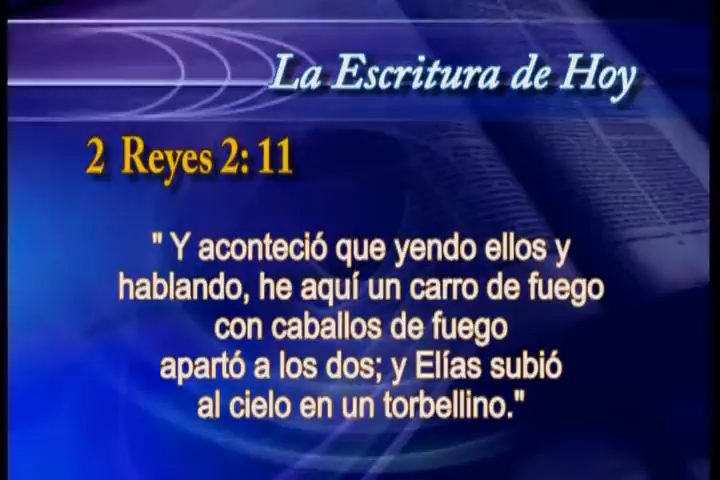 La Escritura de Hoy
2 Reyes 2: 11
" Y aconteció que yendo ellos y
hablando, he aquí un carro de fuego
con caballos de fuego
apartó a los dos; y Elías subió
al cielo en un torbellino."